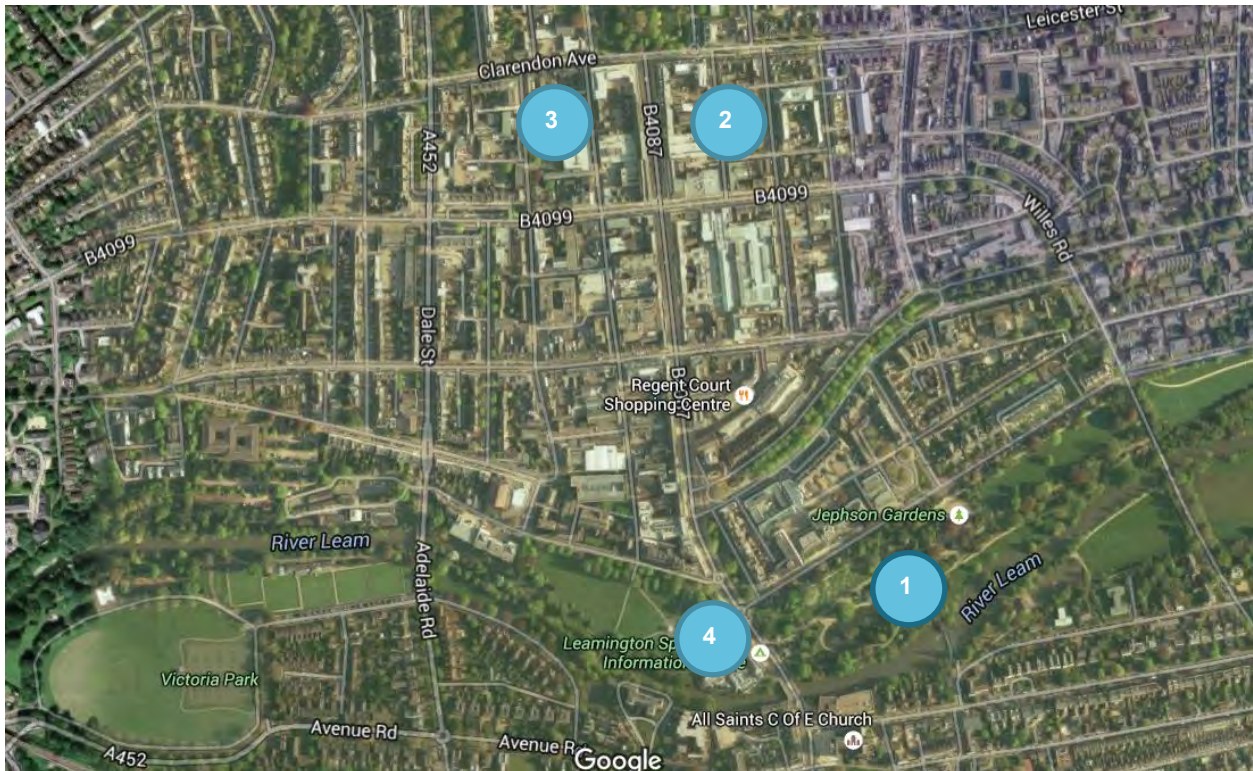 Leicester St
Clarendon Ave
3
2
B4087
A452
B4099
B4099
B4099
Willes Rd
Dale St
Regent Court
Shopping Centre
Jephson Gardens
River Leam
Adelaide Rd
1
River Leam
4
Leamington
Information
Victoria Park
All Saints C Of E Church
Avenue Rd
Avenue
A452
Google